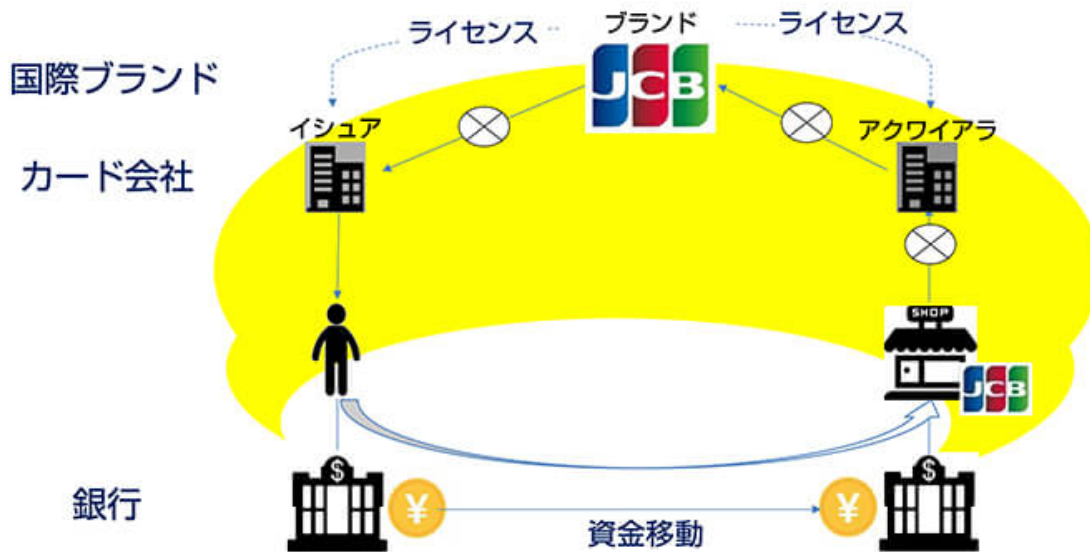 ライセンス
ブランド
ライセンス
国際ブランド
JCB
イシュア
アクワイアラ
カード会社
SHOP
JCB
$
$
銀行
¥
¥
資金移動